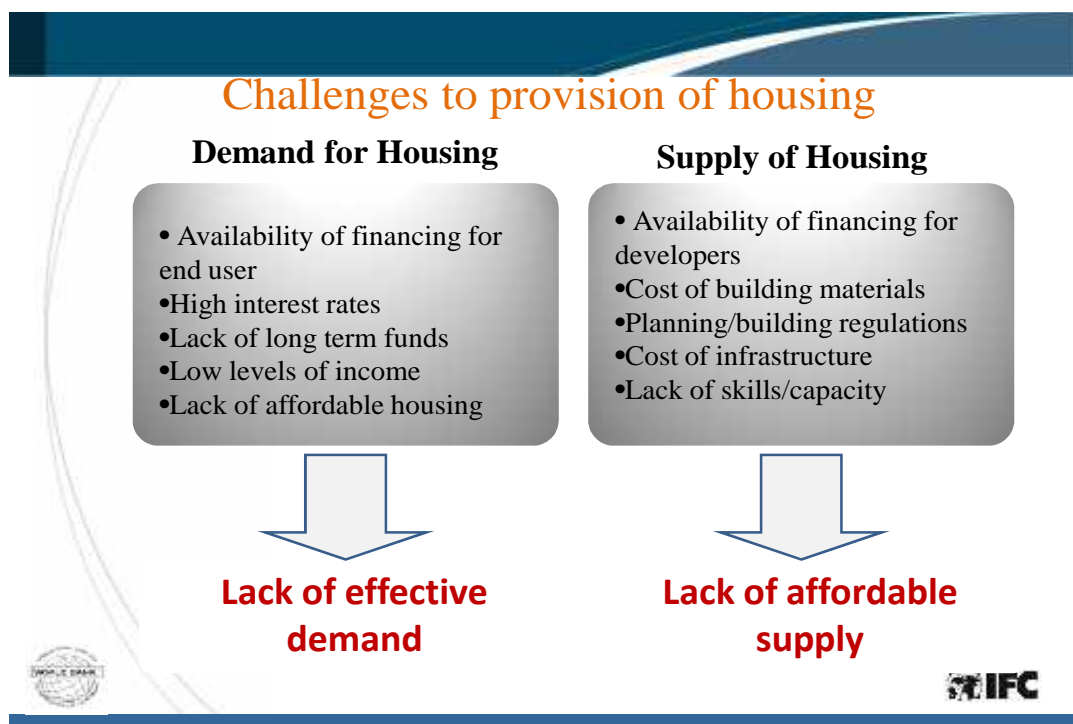 Challenges to provision of housing
Demand for Housing
• Availability of financing for
end user
•High interest rates
•Lack of long term funds
•Low levels of income
•Lack of affordable housing
Lack of effective
demand
Supply of Housing
• Availability of financing for
developers
•Cost of building materials
•Planning/building regulations
•Cost of infrastructure
•Lack of skills/capacity
Lack of affordable
supply
WORLD BANK
IFC